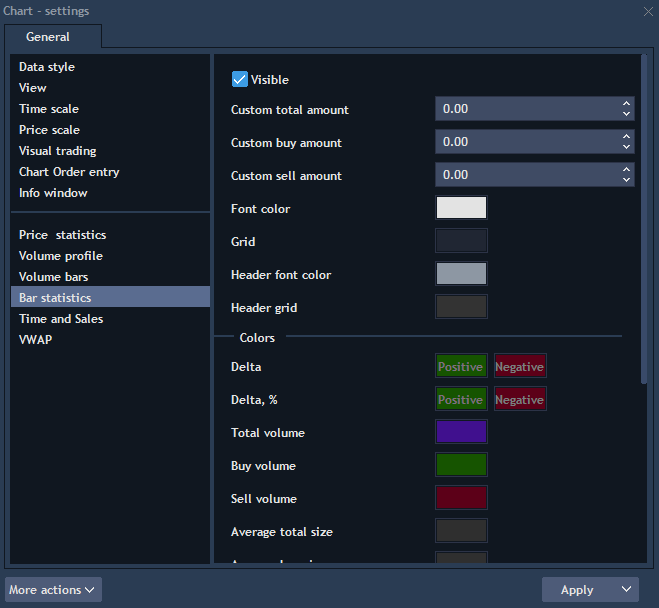 Chart - settings
General
Data style
View
Time scale
Price scale
Visual trading
Chart Order entry
Info window
Price statistics
Volume profile
Volume bars
Bar statistics
Time and Sales
VWAP
Visible
Custom total amount 0.00
Custom buy amount 0.00
Custom sell amount 0.00
Font color
Grid
Header font color
Header grid
Colors
Delta Positive Negative
Delta, % Positive Negative
Total volume
Buy volume
Sell volume
Average total size
More actions
Apply